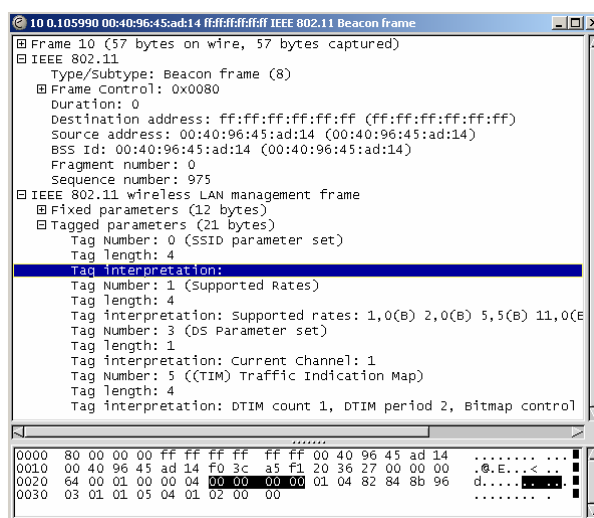 10 0.105990 00:40:96:45:ad:14 ff:ff:ff:ff:ff:ff IEEE 802.11 Beacon frame
Frame 10 (57 bytes on wire, 57 bytes captured)
IEEE 802.11
Type/Subtype: Beacon frame (8)
Frame Control: 0x0080
Duration: 0
Destination address: ff:ff:ff:ff:ff:ff (ff:ff:ff:ff:ff:ff)
Source address: 00:40:96:45:ad:14 (00:40:96:45:ad:14)
BSS Id: 00:40:96:45:ad:14 (00:40:96:45:ad:14)
Fragment number: 0
Sequence number: 975
IEEE 802.11 wireless LAN management frame
Fixed parameters (12 bytes)
Tagged parameters (21 bytes)
Tag Number: 0 (SSID parameter set)
Tag length: 4
Tag interpretation:
Tag Number: 1 (Supported Rates)
Tag length: 4
Tag interpretation: Supported rates: 1,0(B) 2,0(B) 5,5(B) 11,0(B
Tag Number: 3 (DS Parameter set)
Tag length: 1
Tag interpretation: Current Channel: 1
Tag Number: 5 ((TIM) Traffic Indication Map)
Tag length: 4
Tag interpretation: DTIM count 1, DTIM period 2, Bitmap control
0000 80 00 00 00 ff ff ff ff ff ff 00 40 96 45 ad 14 ........ ...
0010 00 40 96 45 ad 14 f0 3c a5 f1 20 36 27 00 00 00 .@.E...<..
0020 64 00 01 00 00 04 00 00 00 00 01 04 82 84 8b 96 d..... .. ..
0030 03 01 01 05 04 01 02 00 00 ........ .